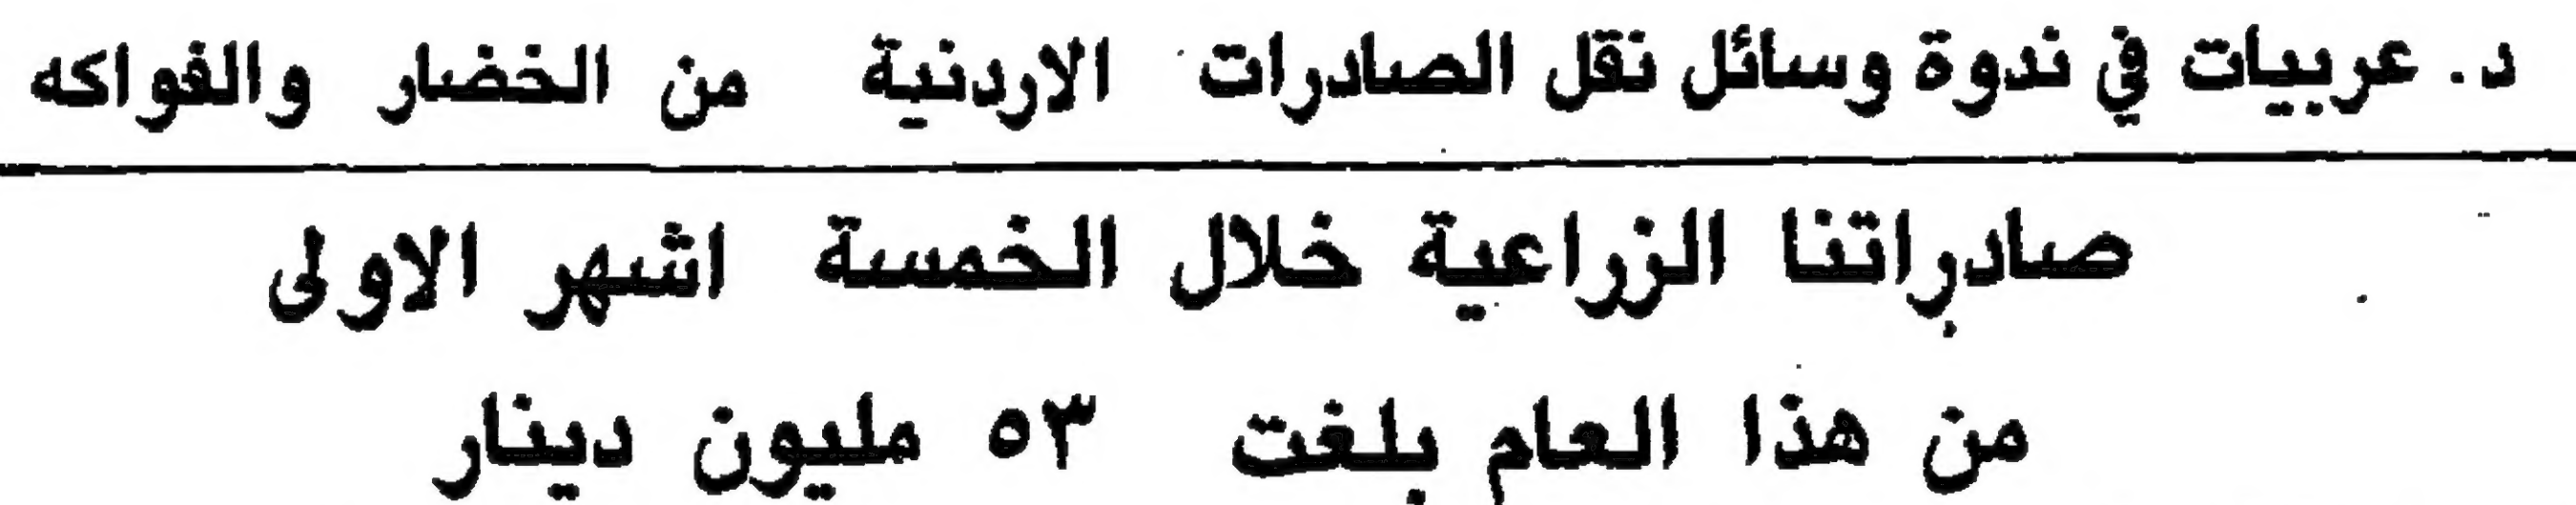 د. عربيات في ندوة وسائل نقل الصادرات الاردنية من الخضار والفواكه
صادراتنا الزراعية خلال الخمسة اشهر الاولى
من هذا العام بلغت ٥٣ مليون دينار